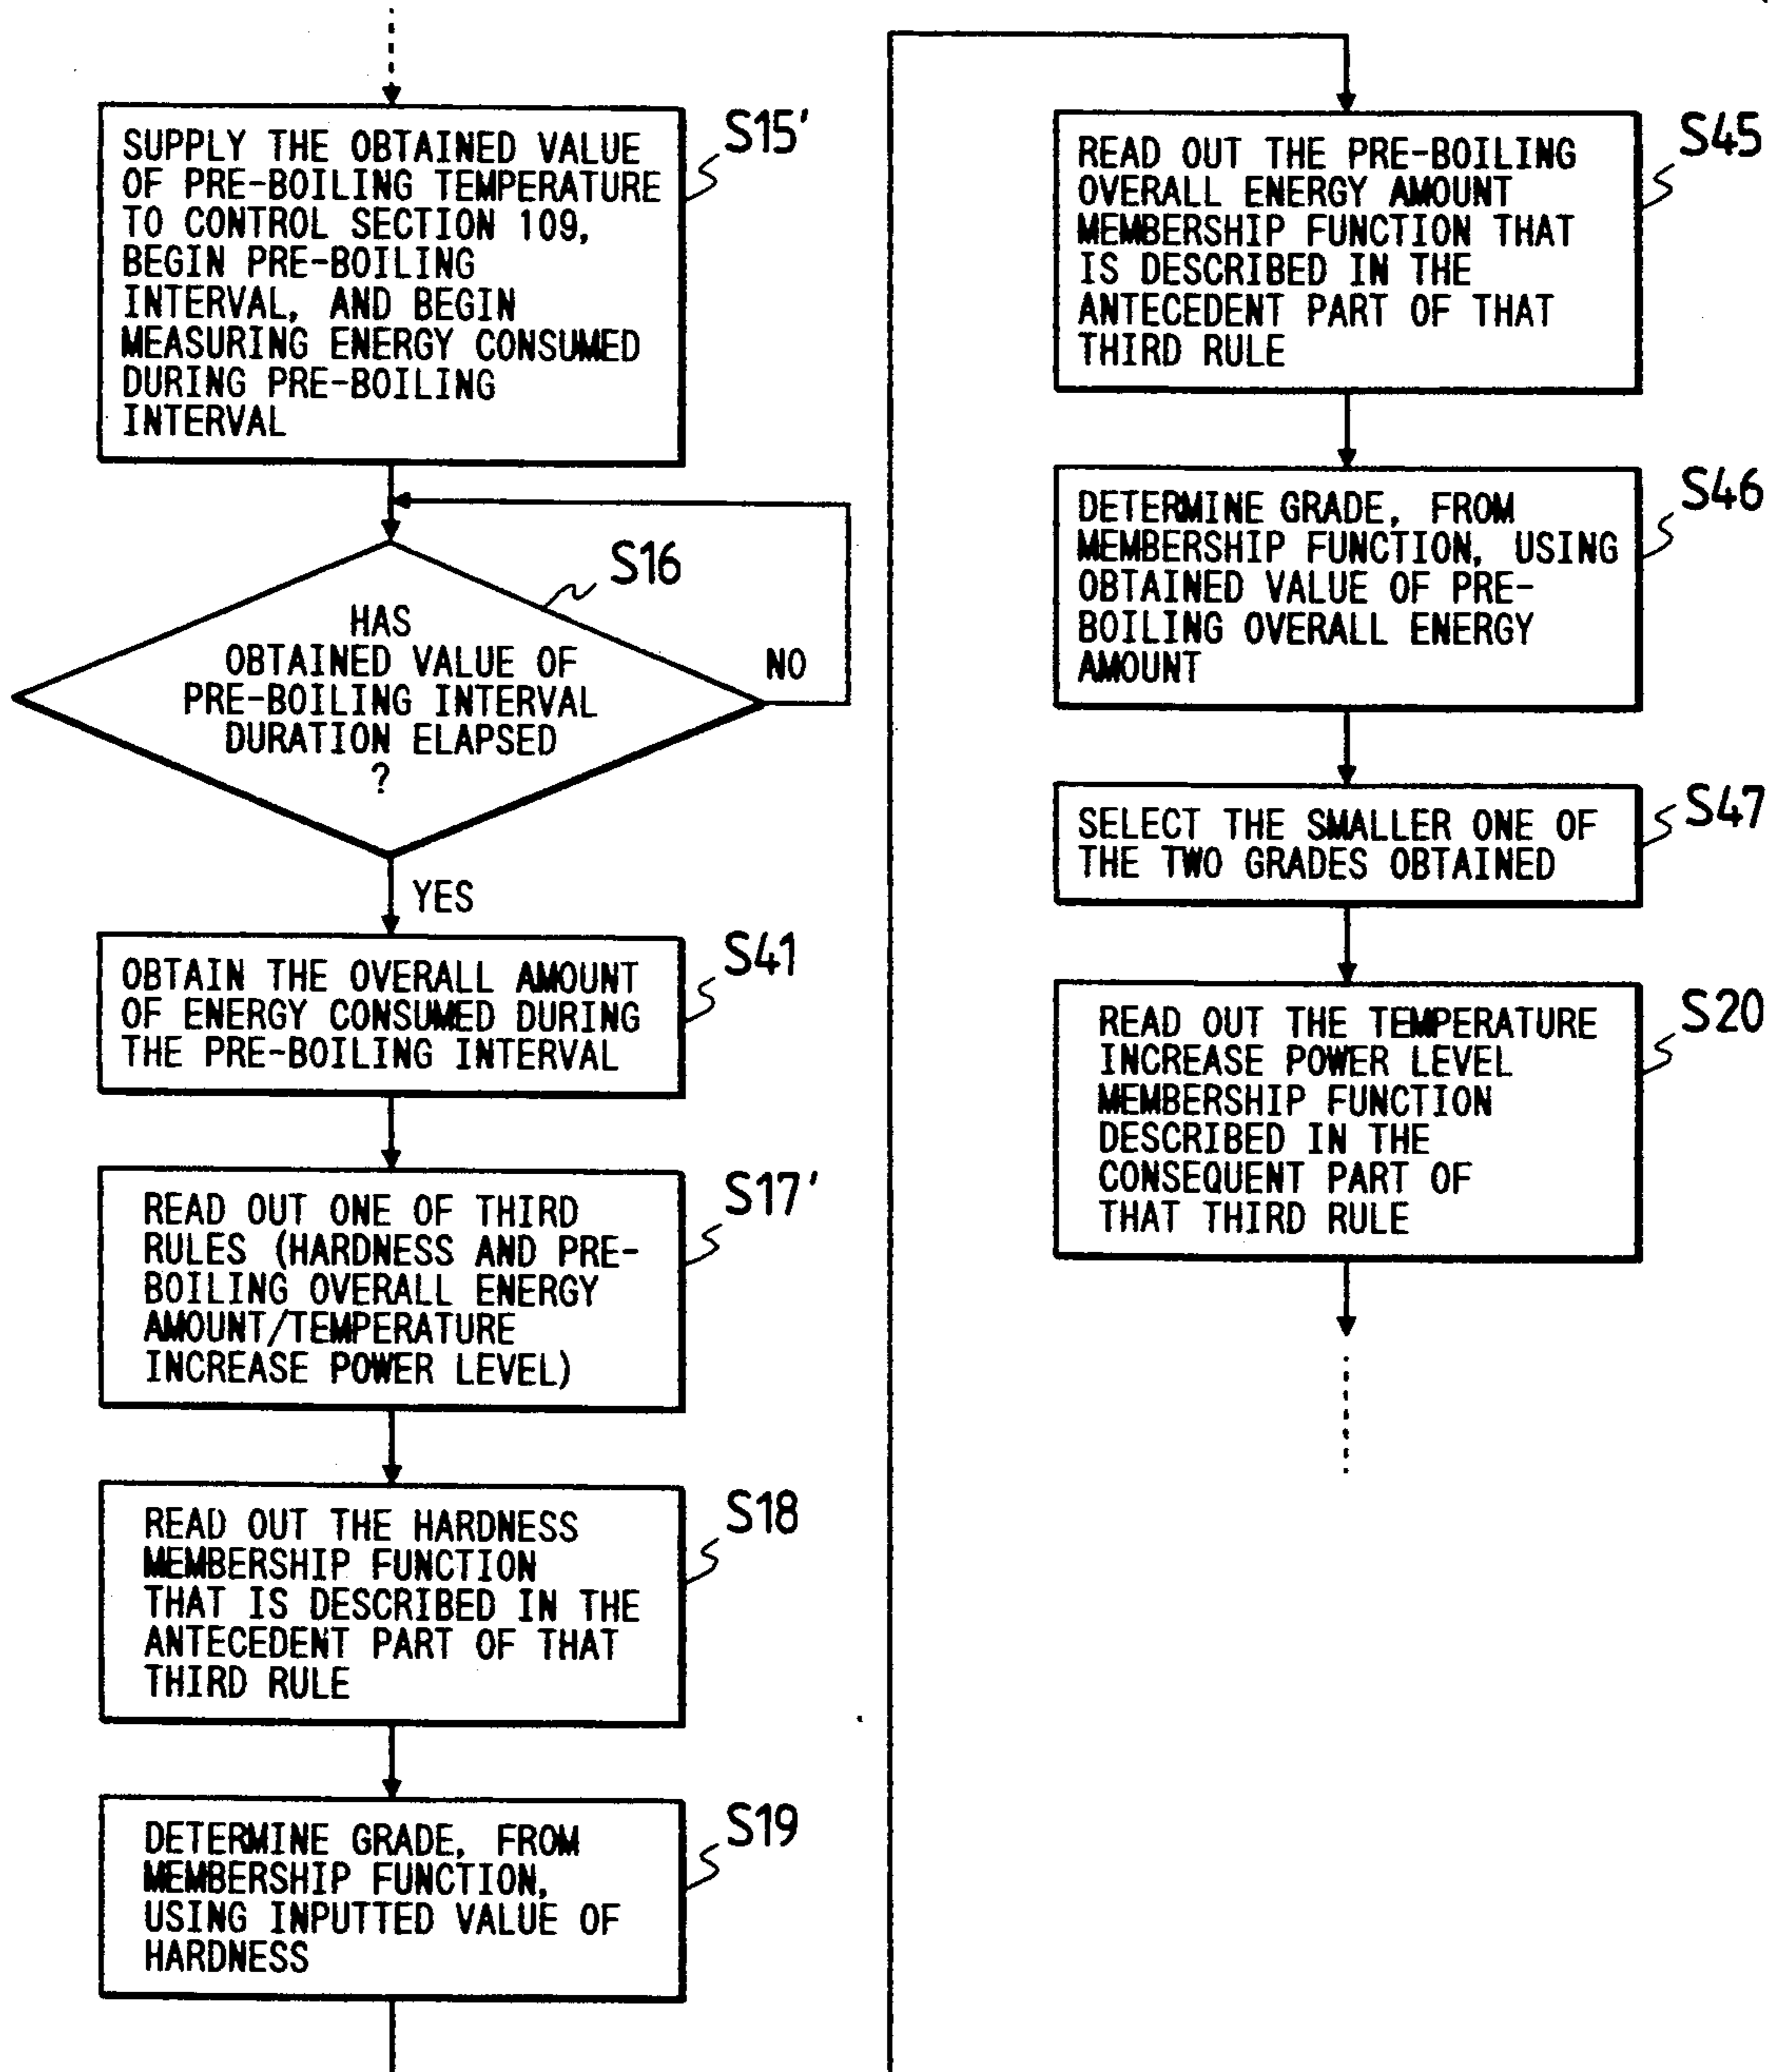 SUPPLY THE OBTAINED VALUE
OF PRE-BOILING TEMPERATURE
TO CONTROL SECTION 109,
BEGIN PRE-BOILING
INTERVAL, AND BEGIN
MEASURING ENERGY CONSUMED
DURING PRE-BOILING
INTERVAL
S15'
S16
HAS
OBTAINED VALUE OF
PRE-BOILING INTERVAL
DURATION ELAPSED
?
NO
YES
OBTAIN THE OVERALL AMOUNT
OF ENERGY CONSUMED DURING
THE PRE-BOILING INTERVAL
S41
READ OUT ONE OF THIRD
RULES (HARDNESS AND PRE-
BOILING OVERALL ENERGY
AMOUNT/TEMPERATURE
INCREASE POWER LEVEL)
S17'
READ OUT THE HARDNESS
MEMBERSHIP FUNCTION
THAT IS DESCRIBED IN THE
ANTECEDENT PART OF THAT
THIRD RULE
S18
DETERMINE GRADE, FROM
MEMBERSHIP FUNCTION,
USING INPUTTED VALUE OF
HARDNESS
S19
READ OUT THE PRE-BOILING
OVERALL ENERGY AMOUNT
MEMBERSHIP FUNCTION THAT
IS DESCRIBED IN THE
ANTECEDENT PART OF THAT
THIRD RULE
S45
DETERMINE GRADE, FROM
MEMBERSHIP FUNCTION, USING
OBTAINED VALUE OF PRE-
BOILING OVERALL ENERGY
AMOUNT
S46
SELECT THE SMALLER ONE OF
THE TWO GRADES OBTAINED
S47
READ OUT THE TEMPERATURE
INCREASE POWER LEVEL
MEMBERSHIP FUNCTION
DESCRIBED IN THE
CONSEQUENT PART OF
THAT THIRD RULE
S20